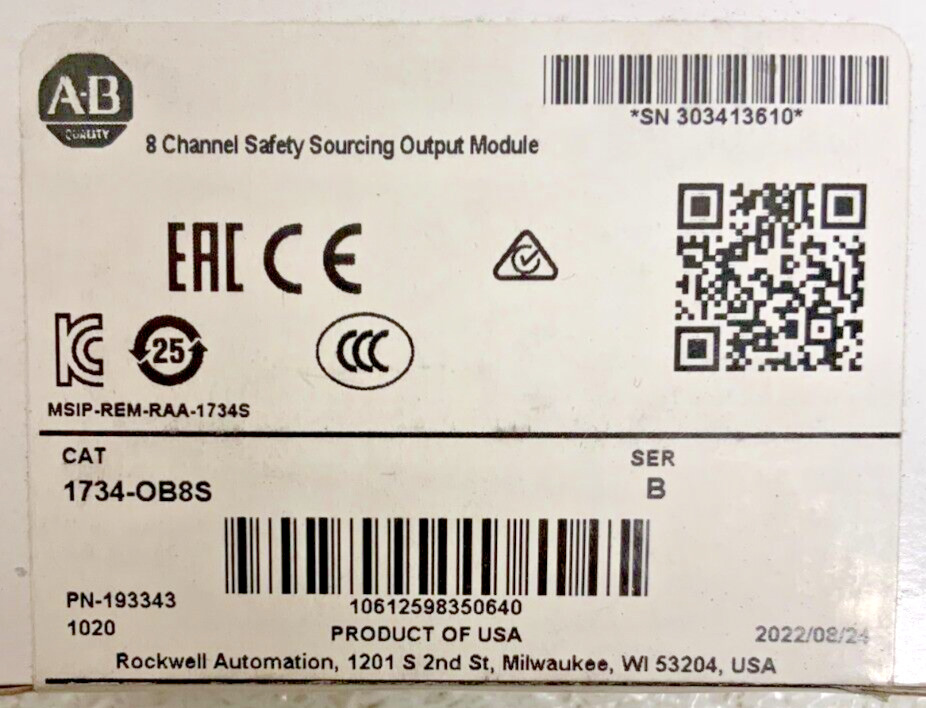 A-B
QUALITY
*SN 303413610*
8 Channel Safety Sourcing Output Module
EAC CE
25
CCC
MSIP-REM-RAA-1734S
CAT
SER
1734-OB8S
B
10612598350640
PN-193343
1020
PRODUCT OF USA
2022/08/24
Rockwell Automation, 1201 S 2nd St, Milwaukee, WI 53204, USA